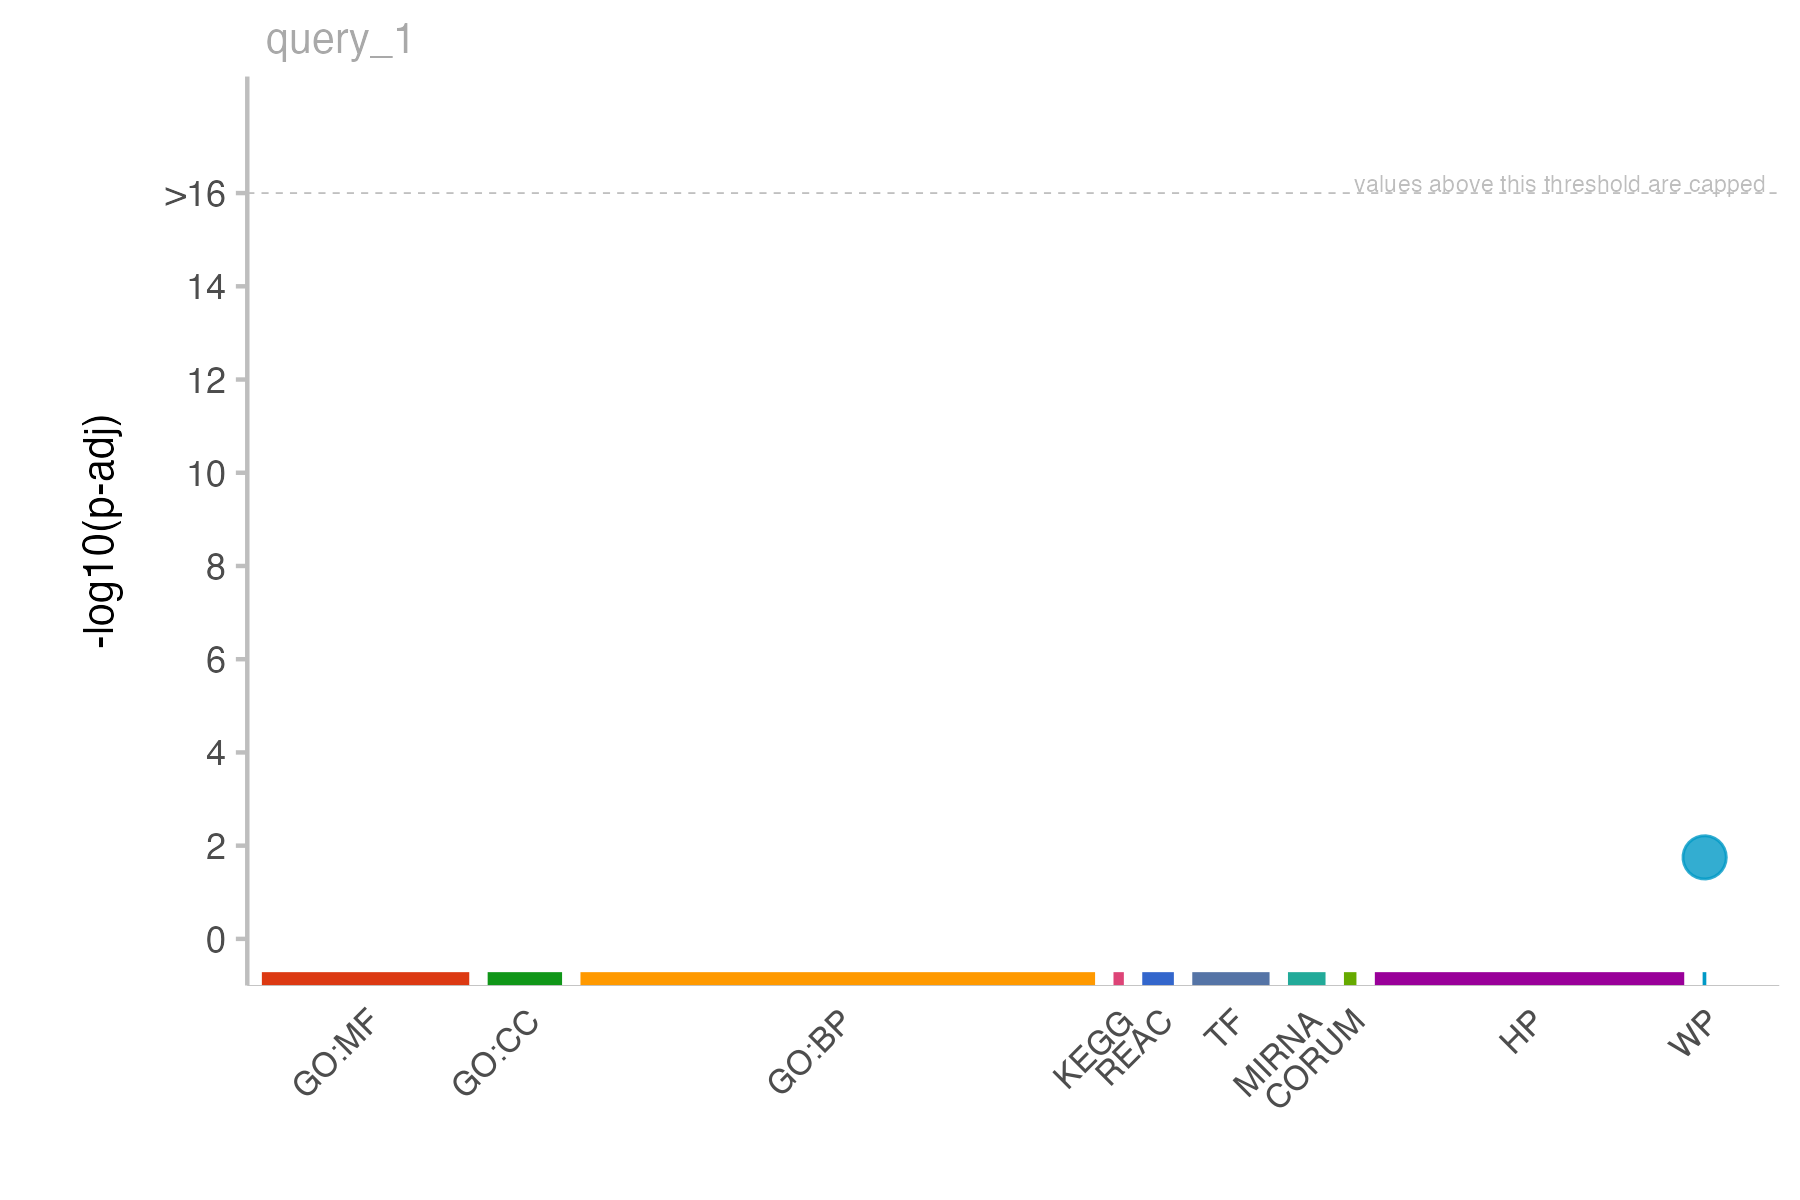 query_1
values above this threshold are capped
>16
14
12
10
8
6
4
2
0
-log10(p-adj)
GO:MF
GO:CC
GO:BP
KEGG
REAC
TF
MIRNA
CORUM
HP
WP